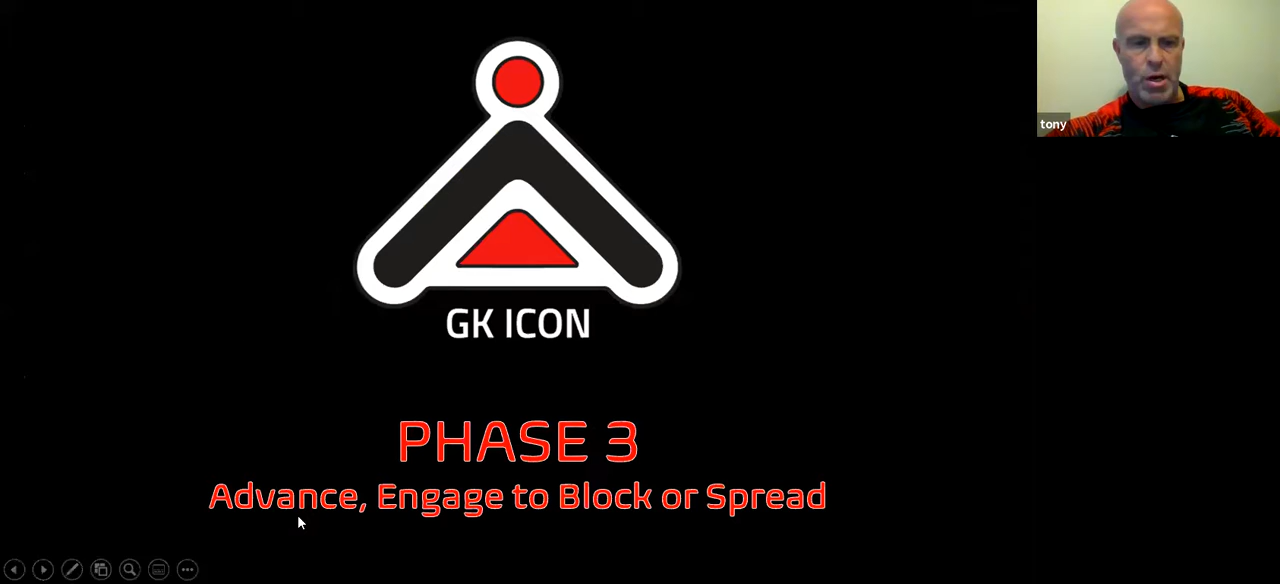 tony
GK ICON
PHASE 3
Advance, Engage to Block or Spread